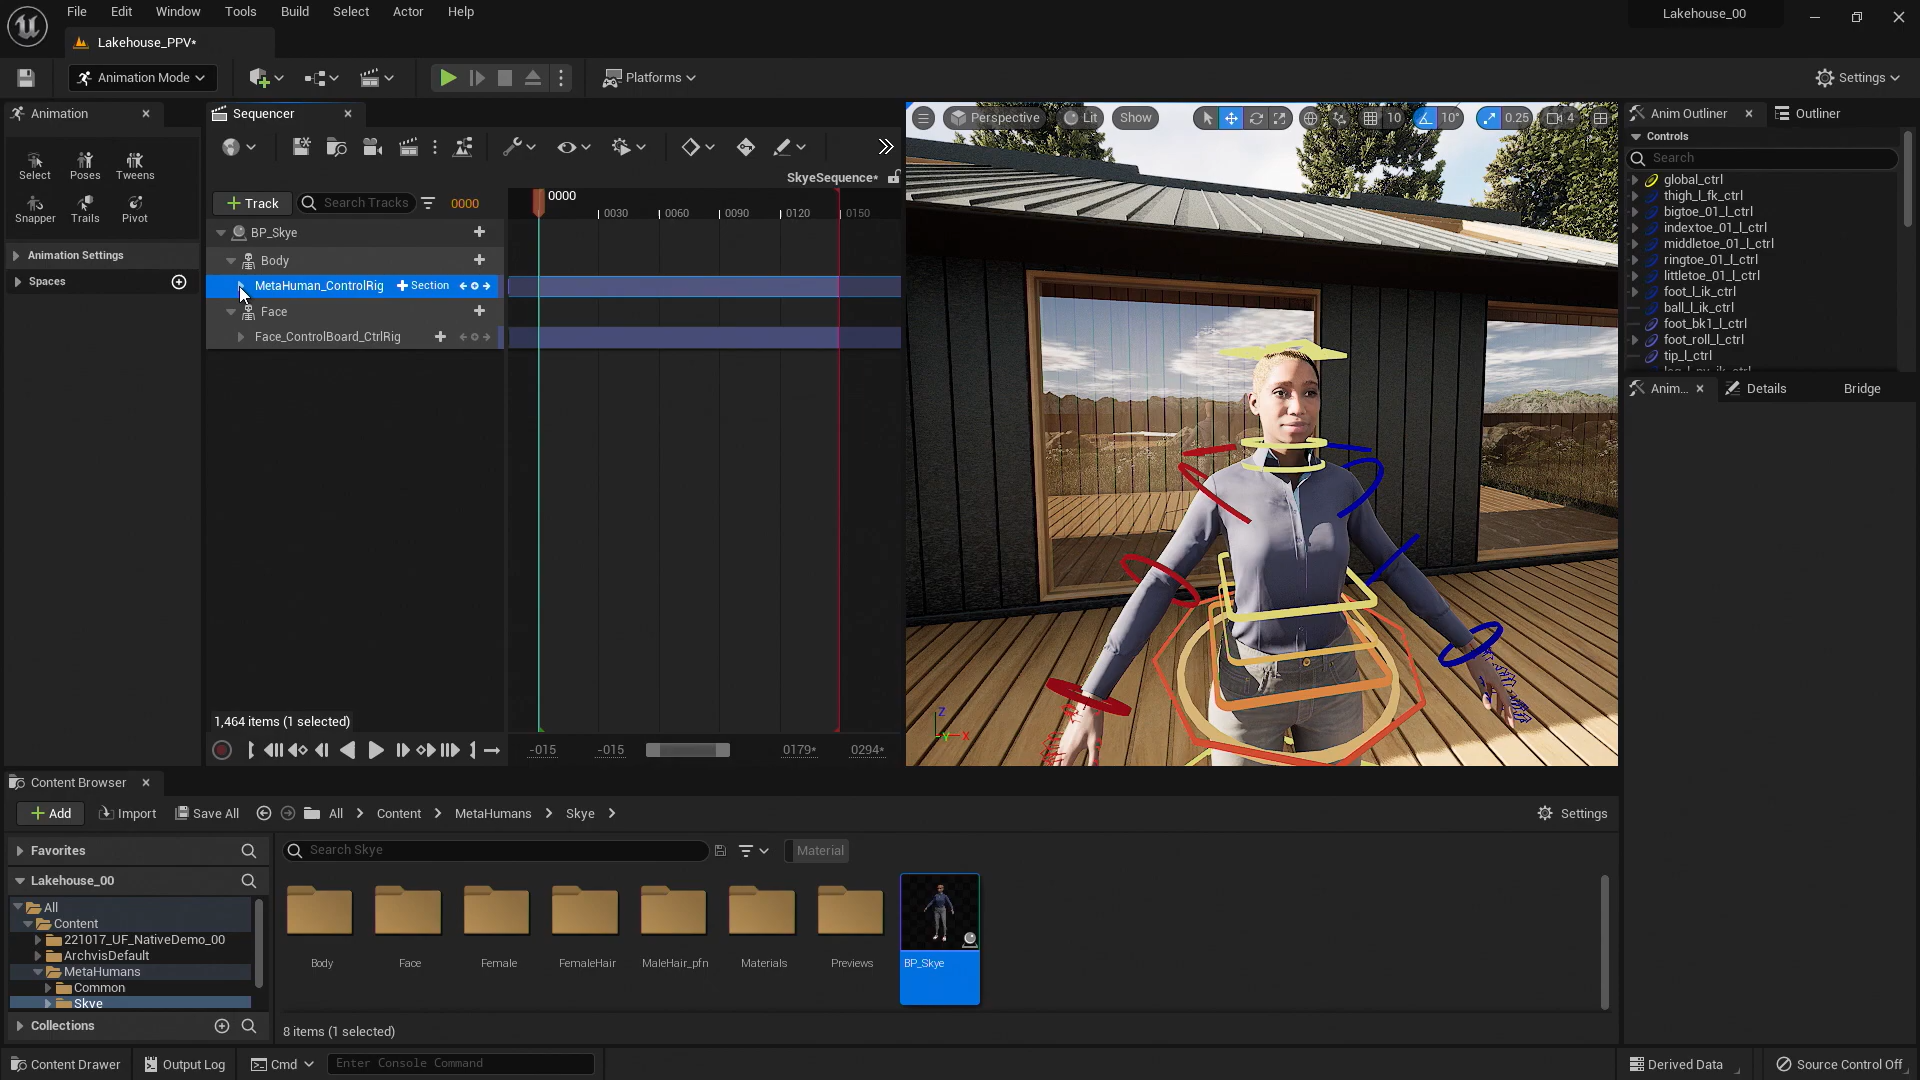 File Edit Window Tools Build Select Actor Help
Lakehouse_00
Lakehouse_PPV*
Animation Mode
Platforms
Settings
Animation
Sequencer
Select Poses Tweens
Snapper Trails Pivot
Animation Settings
Spaces
SkyeSequence*
Track
Search Tracks
0000
0000
0030 0060 0090 0120 0150
BP_Skye
Body
MetaHuman_ControlRig
Section
Face
Face_ControlBoard_CtrlRig
1,464 items (1 selected)
-015 -015 0179* 0294*
Perspective Lit Show 10 10° 0.25 4
Z
Y
X
Anim Outliner Outliner
Controls
Search
global_ctrl
thigh_l_fk_ctrl
bigtoe_01_l_ctrl
indextoe_01_l_ctrl
middletoe_01_l_ctrl
ringtoe_01_l_ctrl
littletoe_01_l_ctrl
foot_l_ik_ctrl
ball_l_ik_ctrl
foot_bk1_l_ctrl
foot_roll_l_ctrl
tip_l_ctrl
Anim... Details Bridge
Content Browser
Add Import Save All All Content MetaHumans Skye
Settings
Favorites
Search Skye
Material
Lakehouse_00
All
Content
221017_UF_NativeDemo_00
ArchvisDefault
MetaHumans
Common
Skye
Collections
Body Face Female FemaleHair MaleHair_pfn Materials Previews BP_Skye
8 items (1 selected)
Content Drawer Output Log Cmd Enter Console Command
Derived Data Source Control Off